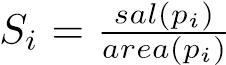 $S_i = \frac{sal(p_i)}{area(p_i)}$